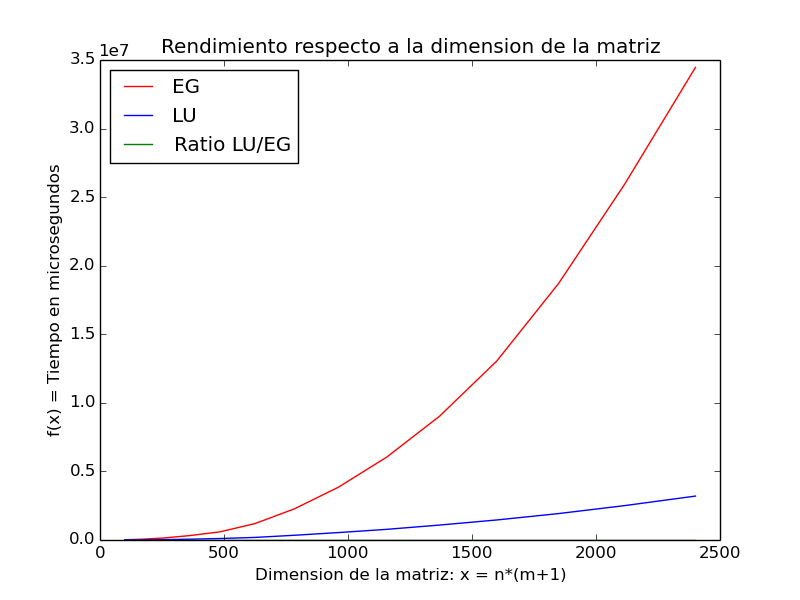 Rendimiento respecto a la dimension de la matriz
1e7
3.5
3.0
2.5
2.0
1.5
1.0
0.5
0.0
f(x) = Tiempo en microsegundos
EG
LU
Ratio LU/EG
0 500 1000 1500 2000 2500
Dimension de la matriz: x = n*(m+1)